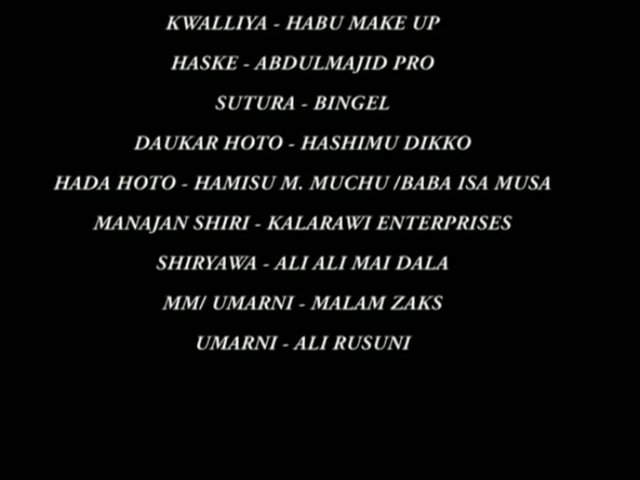 KWALLIYA - HABU MAKE UP
HASKE - ABDULMAJID PRO
SUTURA - BINGEL
DAUKAR HOTO - HASHIMU DIKKO
HADA HOTO - HAMISU M. MUCHU /BABA ISA MUSA
MANAJAN SHIRI - KALARAWI ENTERPRISES
SHIRYAWA - ALI ALI MAI DALA
MM/ UMARNI - MALAM ZAKS
UMARNI - ALI RUSUNI